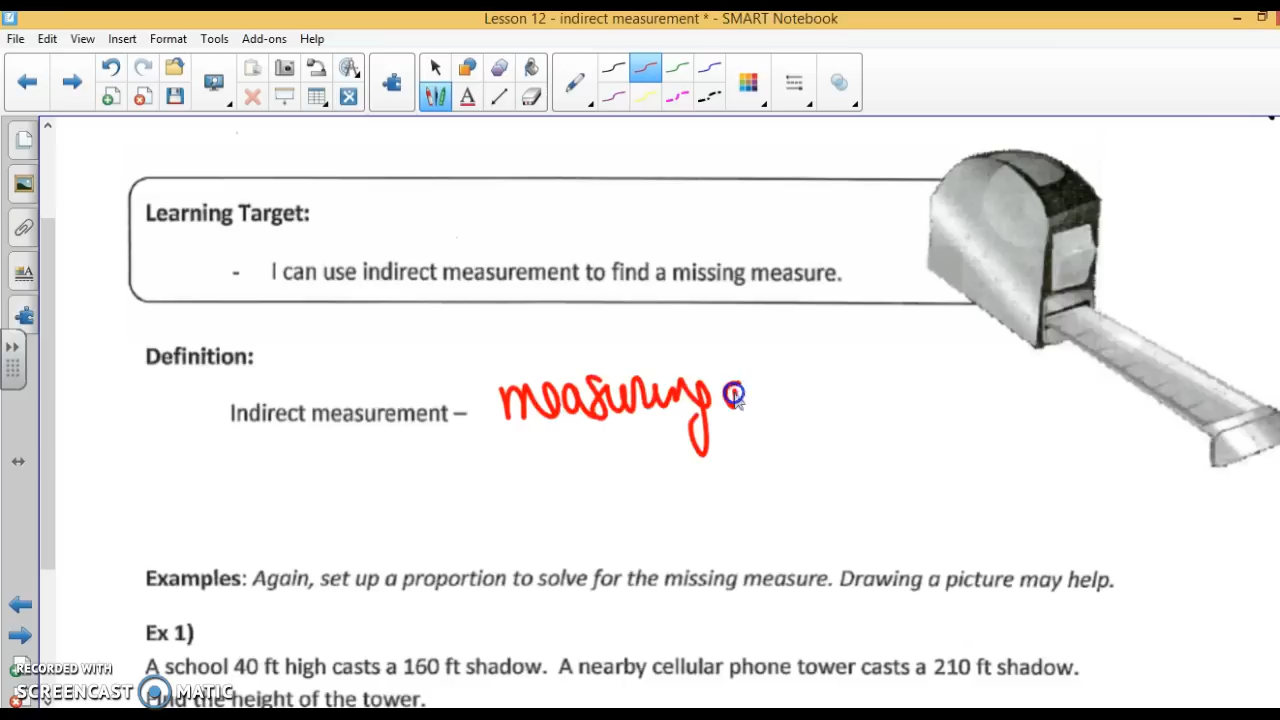 Lesson 12 - indirect measurement * - SMART Notebook
File Edit View Insert Format Tools Add-ons Help
Learning Target:
- I can use indirect measurement to find a missing measure.
Definition:
Indirect measurement – measuring
Examples: Again, set up a proportion to solve for the missing measure. Drawing a picture may help.
Ex 1)
A school 40 ft high casts a 160 ft shadow. A nearby cellular phone tower casts a 210 ft shadow.
Find the height of the tower.
RECORDED WITH
SCREENCAST MATIC